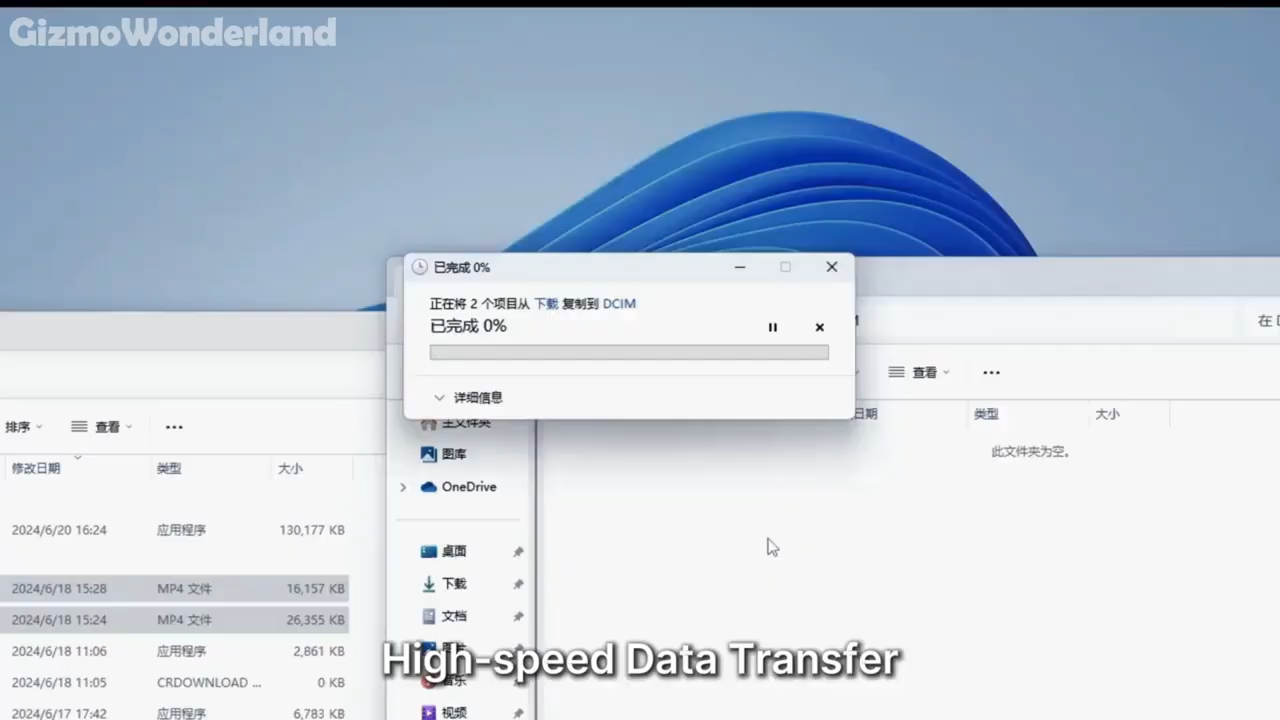 GizmoWonderland
已完成 0%
正在将 2 个项目从 下载 复制到 DCIM
已完成 0%
详细信息
在
查看
日期
类型
大小
此文件夹为空。
排序
查看
修改日期
类型
大小
2024/6/20 16:24 应用程序 130,177 KB
2024/6/18 15:28 MP4 文件 16,157 KB
2024/6/18 15:24 MP4 文件 26,355 KB
2024/6/18 11:06 应用程序 2,861 KB
2024/6/18 11:05 CRDOWNLOAD ... 0 KB
2024/6/17 17:42 应用程序 6,783 KB
主文件夹
图库
OneDrive
桌面
下载
文档
音乐
视频
High-speed Data Transfer